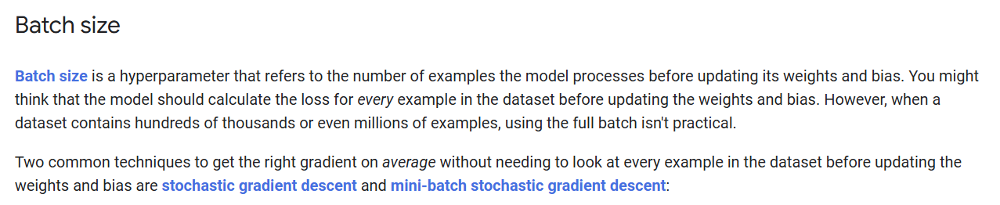 Batch size
Batch size is a hyperparameter that refers to the number of examples the model processes before updating its weights and bias. You might
think that the model should calculate the loss for every example in the dataset before updating the weights and bias. However, when a
dataset contains hundreds of thousands or even millions of examples, using the full batch isn't practical.
Two common techniques to get the right gradient on average without needing to look at every example in the dataset before updating the
weights and bias are stochastic gradient descent and mini-batch stochastic gradient descent: